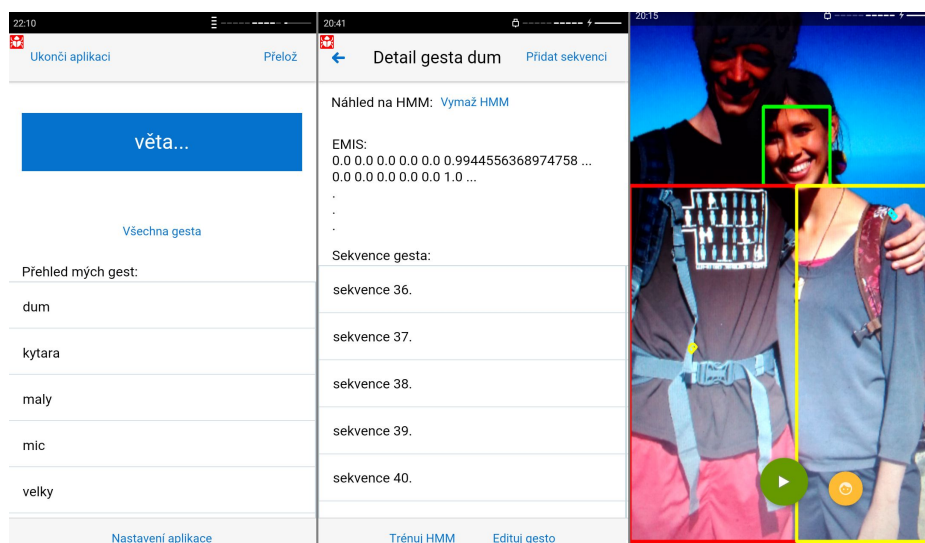 22:10
Ukonči aplikaci
Přelož
věta...
Všechna gesta
Přehled mých gest:
dum
kytara
maly
mic
velky
Nastavení aplikace
20:41
Detail gesta dum
Přidat sekvenci
Náhled na HMM: Vymaž HMM
EMIS:
0.0 0.0 0.0 0.0 0.0 0.9944556368974758 ...
0.0 0.0 0.0 0.0 0.0 1.0 ...
.
.
.
Sekvence gesta:
sekvence 36.
sekvence 37.
sekvence 38.
sekvence 39.
sekvence 40.
Trénuj HMM
Edituj gesto
20:15